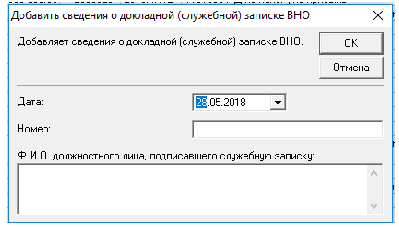 Добавить сведения о докладной (служебной) записке ВНО
Добавляет сведения о докладной (служебной) записке ВНО.
OK
Отмена
Дата:
28.05.2018
Номер:
Ф.И.О. должностного лица, подписавшего служебную записку: